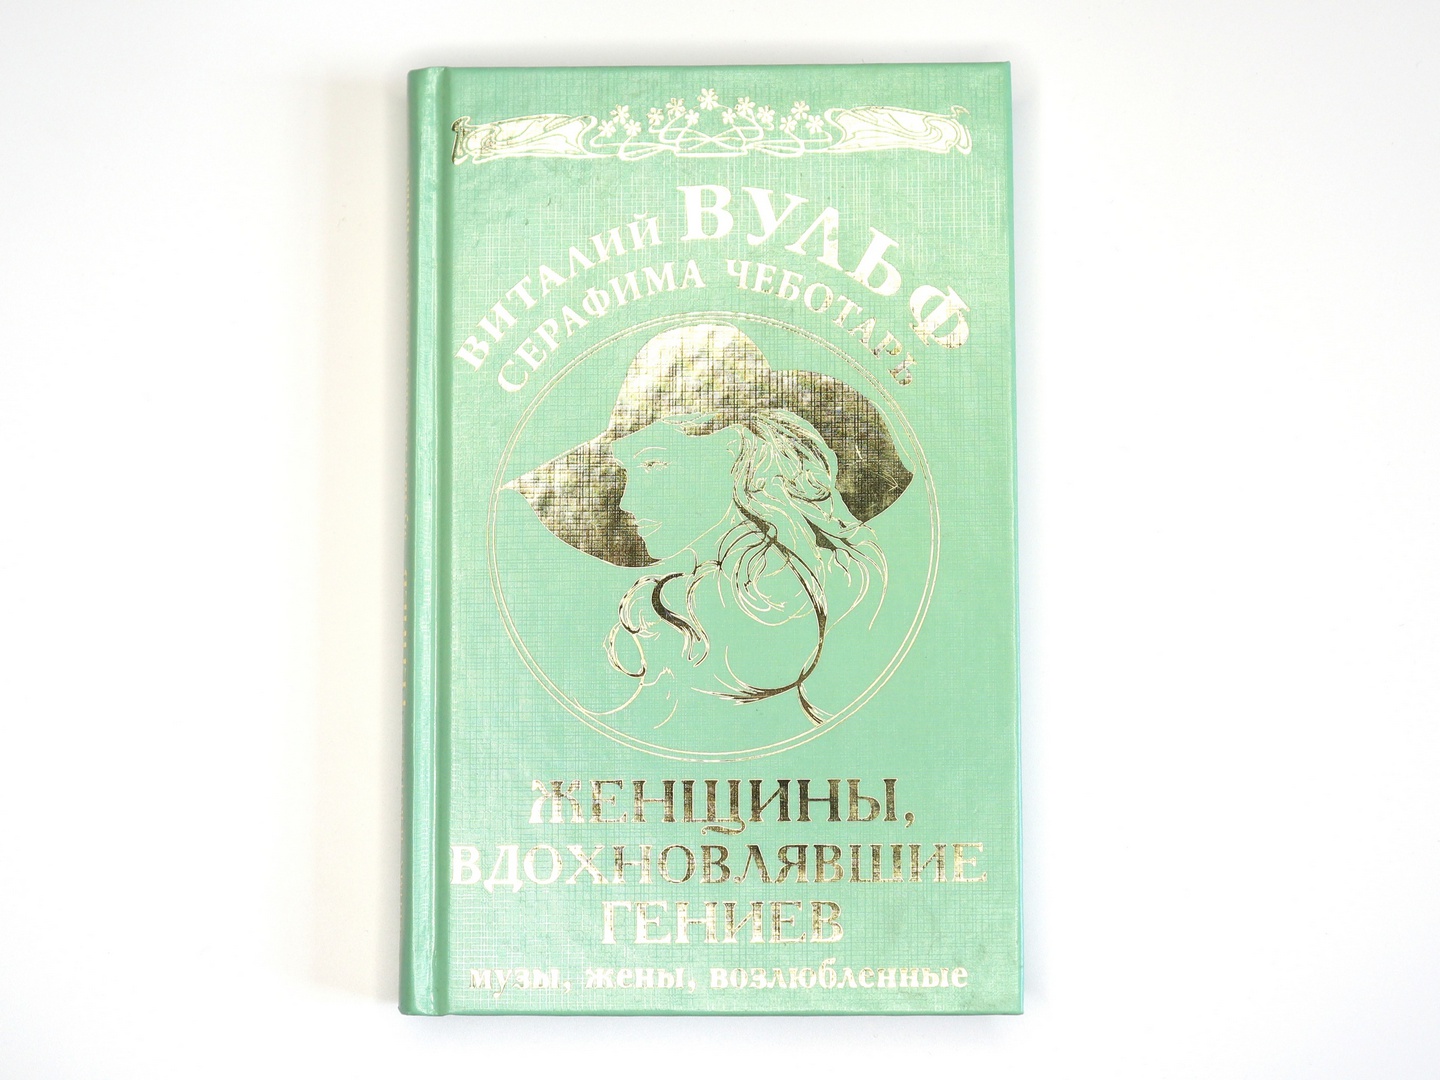 ВИТАЛИЙ ВУЛЬФ
СЕРАФИМА ЧЕБОТАРЬ
ЖЕНЩИНЫ,
ВДОХНОВЛЯВШИЕ
ГЕНИЕВ
музы, жены, возлюбленные